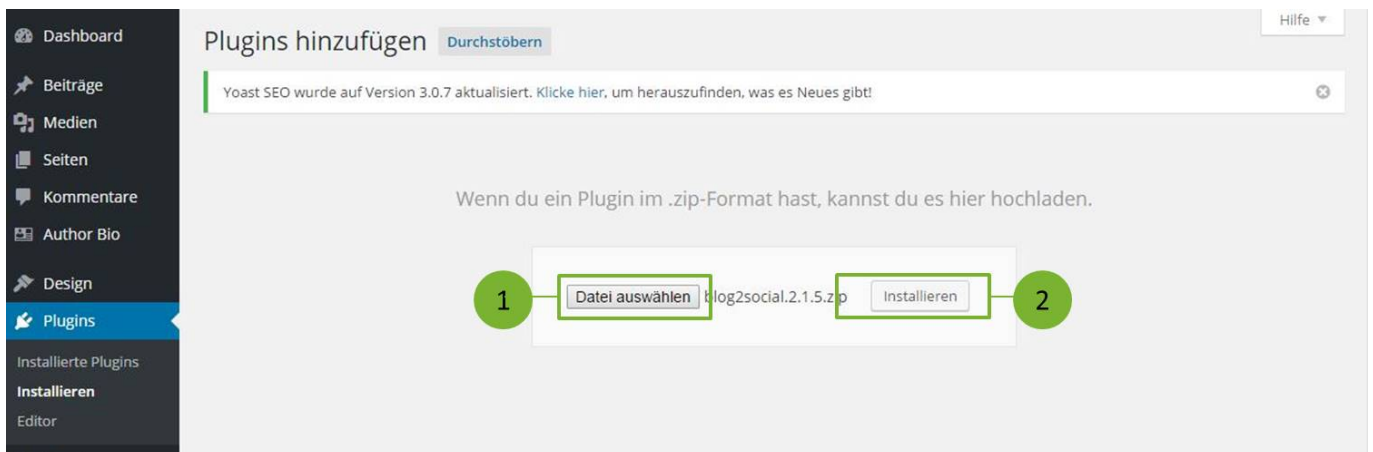 Dashboard
Beiträge
Medien
Seiten
Kommentare
Author Bio
Design
Plugins
Installierte Plugins
Installieren
Editor
Plugins hinzufügen Durchstöbern
Hilfe
Yoast SEO wurde auf Version 3.0.7 aktualisiert. Klicke hier, um herauszufinden, was es Neues gibt!
Wenn du ein Plugin im .zip-Format hast, kannst du es hier hochladen.
1 Datei auswählen blog2social.2.1.5.zip Installieren 2